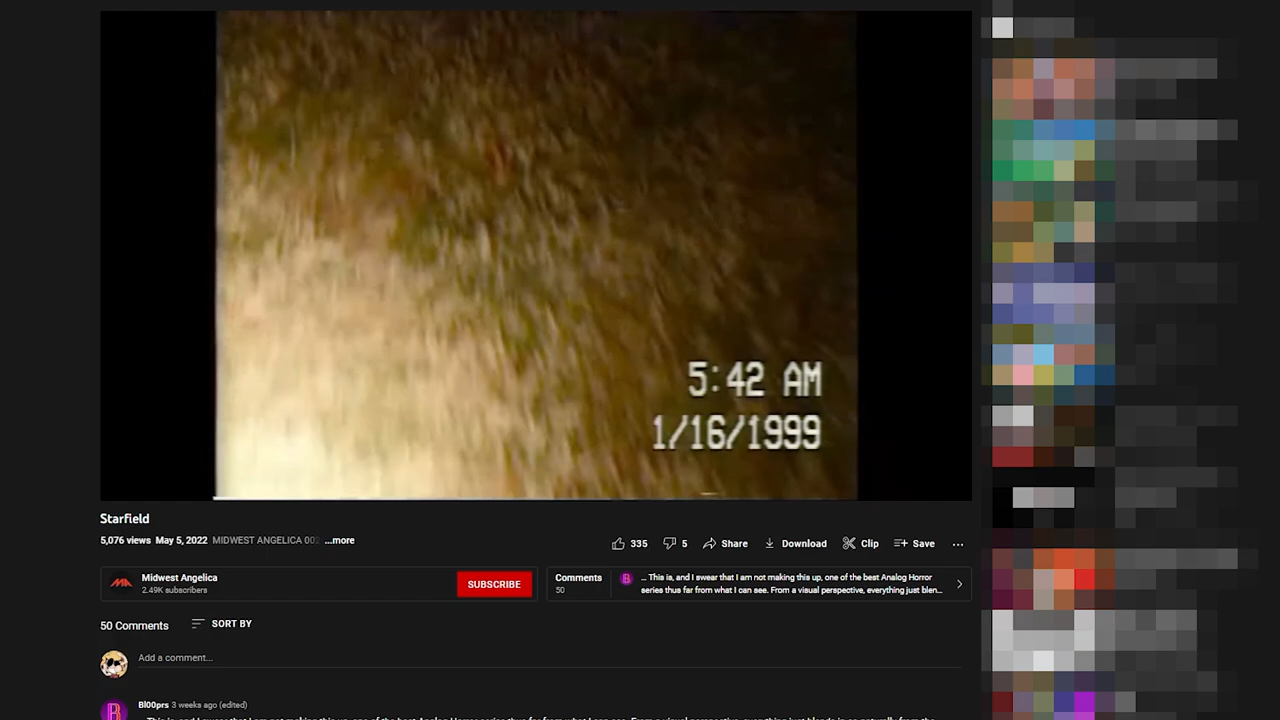 5:42 AM
1/16/1999
Starfield
5,076 views May 5, 2022 MIDWEST ANGELICA 002 ...more
335 5 Share Download Clip Save
Midwest Angelica
2.49K subscribers
SUBSCRIBE
Comments
50
... This is, and I swear that I am not making this up, one of the best Analog Horror
series thus far from what I can see. From a visual perspective, everything just blen...
50 Comments SORT BY
Add a comment...
Bl00prs 3 weeks ago (edited)